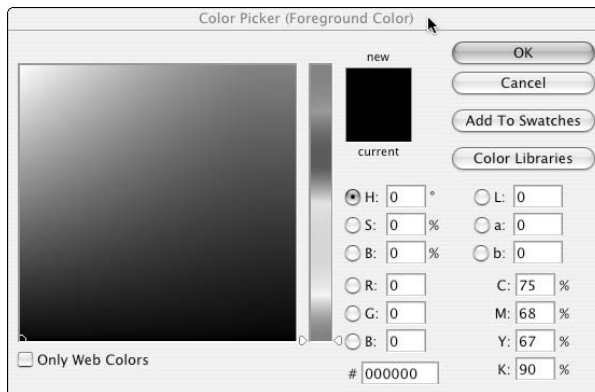 Color Picker (Foreground Color)
new
current
OK
Cancel
Add To Swatches
Color Libraries
H: 0 °
S: 0 %
B: 0 %
R: 0
G: 0
B: 0
# 000000
L: 0
a: 0
b: 0
C: 75 %
M: 68 %
Y: 67 %
K: 90 %
Only Web Colors